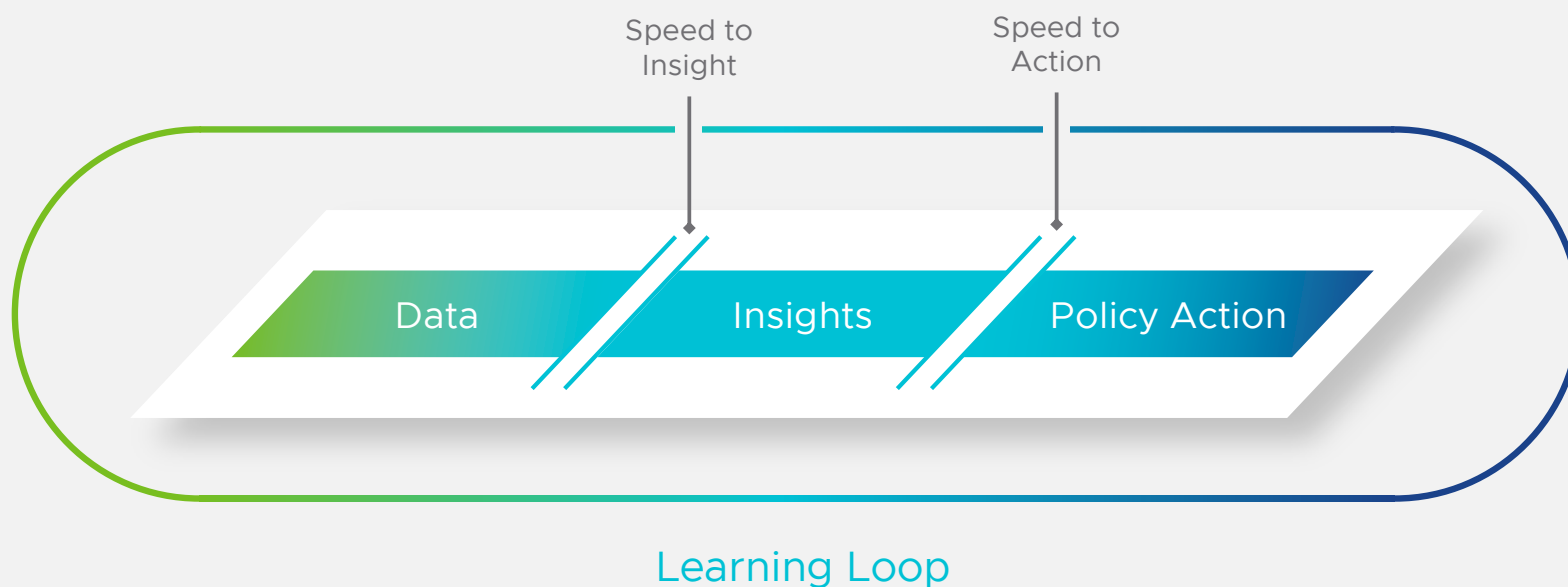 Speed to
Insight
Speed to
Action
Data
Insights
Policy Action
Learning Loop